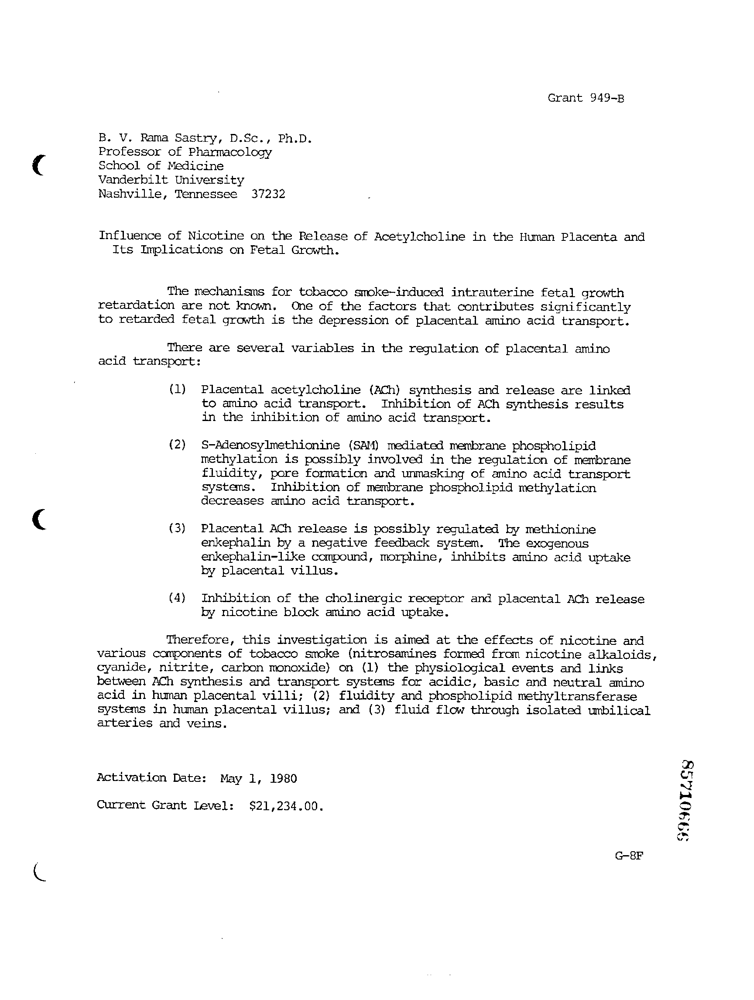 Grant 949-B
B. V. Rama Sastry, D.Sc., Ph.D.
Professor of Pharmacology
School of Medicine
Vanderbilt University
Nashville, Tennessee 37232
Influence of Nicotine on the Release of Acetylcholine in the Human Placenta and
Its Implications on Fetal Growth.
The mechanisms for tobacco smoke-induced intrauterine fetal growth
retardation are not known. One of the factors that contributes significantly
to retarded fetal growth is the depression of placental amino acid transport.
There are several variables in the regulation of placental amino
acid transport:
(1) Placental acetylcholine (ACh) synthesis and release are linked
to amino acid transport. Inhibition of ACh synthesis results
in the inhibition of amino acid transport.
(2) S-Adenosylmethionine (SAM) mediated membrane phospholipid
methylation is possibly involved in the regulation of membrane
fluidity, pore formation and unmasking of amino acid transport
systems. Inhibition of membrane phospholipid methylation
decreases amino acid transport.
(3) Placental ACh release is possibly regulated by methionine
enkephalin by a negative feedback system. The exogenous
enkephalin-like compound, morphine, inhibits amino acid uptake
by placental villus.
(4) Inhibition of the cholinergic receptor and placental ACh release
by nicotine block amino acid uptake.
Therefore, this investigation is aimed at the effects of nicotine and
various components of tobacco smoke (nitrosamines formed from nicotine alkaloids,
cyanide, nitrite, carbon monoxide) on (1) the physiological events and links
between ACh synthesis and transport systems for acidic, basic and neutral amino
acid in human placental villi; (2) fluidity and phospholipid methyltransferase
systems in human placental villus; and (3) fluid flow through isolated umbilical
arteries and veins.
Activation Date: May 1, 1980
Current Grant Level: $21,234.00.
85710666
G-8F